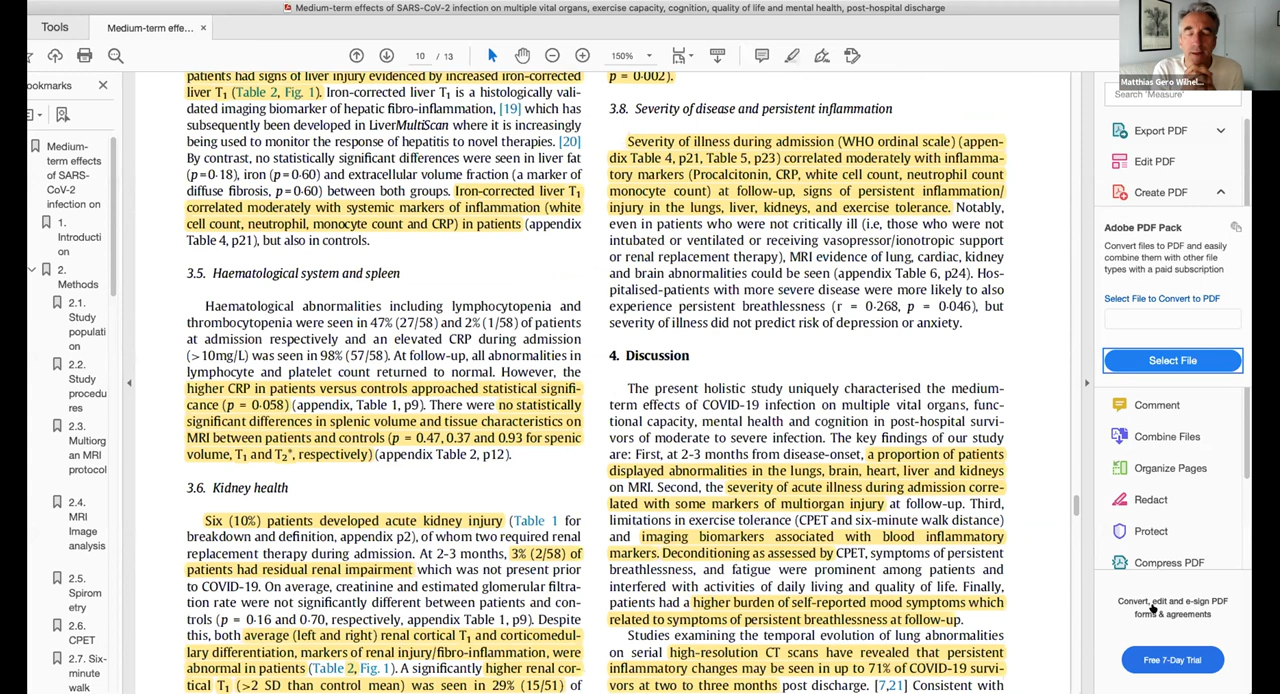 Medium-term effects of SARS-CoV-2 infection on multiple vital organs, exercise capacity, cognition, quality of life and mental health, post-hospital discharge
Tools
Medium-term effe... ×
10 / 13
150%
Matthias Gero Wilhel...
ookmarks
Medium-
term effects
of SARS-
CoV-2
infection on
1.
Introducti
on
2.
Methods
2.1.
Study
populati
on
2.2.
Study
procedu
res
2.3.
Multiorg
an MRI
protocol
2.4.
MRI
Image
analysis
2.5.
Spirom
etry
2.6.
CPET
2.7. Six-
minute
walk
patients had signs of liver injury evidenced by increased iron-corrected
liver T1 (Table 2, Fig. 1). Iron-corrected liver T1 is a histologically vali-
dated imaging biomarker of hepatic fibro-inflammation, [19] which has
subsequently been developed in LiverMultiScan where it is increasingly
being used to monitor the response of hepatitis to novel therapies. [20]
By contrast, no statistically significant differences were seen in liver fat
(p=0·18), iron (p=0·60) and extracellular volume fraction (a marker of
diffuse fibrosis, p=0·60) between both groups. Iron-corrected liver T1
correlated moderately with systemic markers of inflammation (white
cell count, neutrophil, monocyte count and CRP) in patients (appendix
Table 4, p21), but also in controls.
3.5. Haematological system and spleen
Haematological abnormalities including lymphocytopenia and
thrombocytopenia were seen in 47% (27/58) and 2% (1/58) of patients
at admission respectively and an elevated CRP during admission
(>10mg/L) was seen in 98% (57/58). At follow-up, all abnormalities in
lymphocyte and platelet count returned to normal. However, the
higher CRP in patients versus controls approached statistical signifi-
cance (p = 0·058) (appendix, Table 1, p9). There were no statistically
significant differences in splenic volume and tissue characteristics on
MRI between patients and controls (p = 0.47, 0.37 and 0.93 for spenic
volume, T1 and T2*, respectively) (appendix Table 2, p12).
3.6. Kidney health
Six (10%) patients developed acute kidney injury (Table 1 for
breakdown and definition, appendix p2), of whom two required renal
replacement therapy during admission. At 2-3 months, 3% (2/58) of
patients had residual renal impairment which was not present prior
to COVID-19. On average, creatinine and estimated glomerular filtra-
tion rate were not significantly different between patients and con-
trols (p = 0·16 and 0·70, respectively, appendix Table 1, p9). Despite
this, both average (left and right) renal cortical T1 and corticomedul-
lary differentiation, markers of renal injury/fibro-inflammation, were
abnormal in patients (Table 2, Fig. 1). A significantly higher renal cor-
tical T1 (>2 SD than control mean) was seen in 29% (15/51) of
p = 0·002).
3.8. Severity of disease and persistent inflammation
Severity of illness during admission (WHO ordinal scale) (appen-
dix Table 4, p21, Table 5, p23) correlated moderately with inflamma-
tory markers (Procalcitonin, CRP, white cell count, neutrophil count
monocyte count) at follow-up, signs of persistent inflammation/
injury in the lungs, liver, kidneys, and exercise tolerance. Notably,
even in patients who were not critically ill (i.e, those who were not
intubated or ventilated or receiving vasopressor/ionotropic support
or renal replacement therapy), MRI evidence of lung, cardiac, kidney
and brain abnormalities could be seen (appendix Table 6, p24). Hos-
pitalised-patients with more severe disease were more likely to also
experience persistent breathlessness (r = 0.268, p = 0·046), but
severity of illness did not predict risk of depression or anxiety.
4. Discussion
The present holistic study uniquely characterised the medium-
term effects of COVID-19 infection on multiple vital organs, func-
tional capacity, mental health and cognition in post-hospital survi-
vors of moderate to severe infection. The key findings of our study
are: First, at 2-3 months from disease-onset, a proportion of patients
displayed abnormalities in the lungs, brain, heart, liver and kidneys
on MRI. Second, the severity of acute illness during admission corre-
lated with some markers of multiorgan injury at follow-up. Third,
limitations in exercise tolerance (CPET and six-minute walk distance)
and imaging biomarkers associated with blood inflammatory
markers. Deconditioning as assessed by CPET, symptoms of persistent
breathlessness, and fatigue were prominent among patients and
interfered with activities of daily living and quality of life. Finally,
patients had a higher burden of self-reported mood symptoms which
related to symptoms of persistent breathlessness at follow-up.
Studies examining the temporal evolution of lung abnormalities
on serial high-resolution CT scans have revealed that persistent
inflammatory changes may be seen in up to 71% of COVID-19 survi-
vors at two to three months post discharge. [7,21] Consistent with
Search 'Measure'
Export PDF
Edit PDF
Create PDF
Adobe PDF Pack
Convert files to PDF and easily
combine them with other file
types with a paid subscription
Select File to Convert to PDF
Select File
Comment
Combine Files
Organize Pages
Redact
Protect
Compress PDF
Convert, edit and e-sign PDF
forms & agreements
Free 7-Day Trial